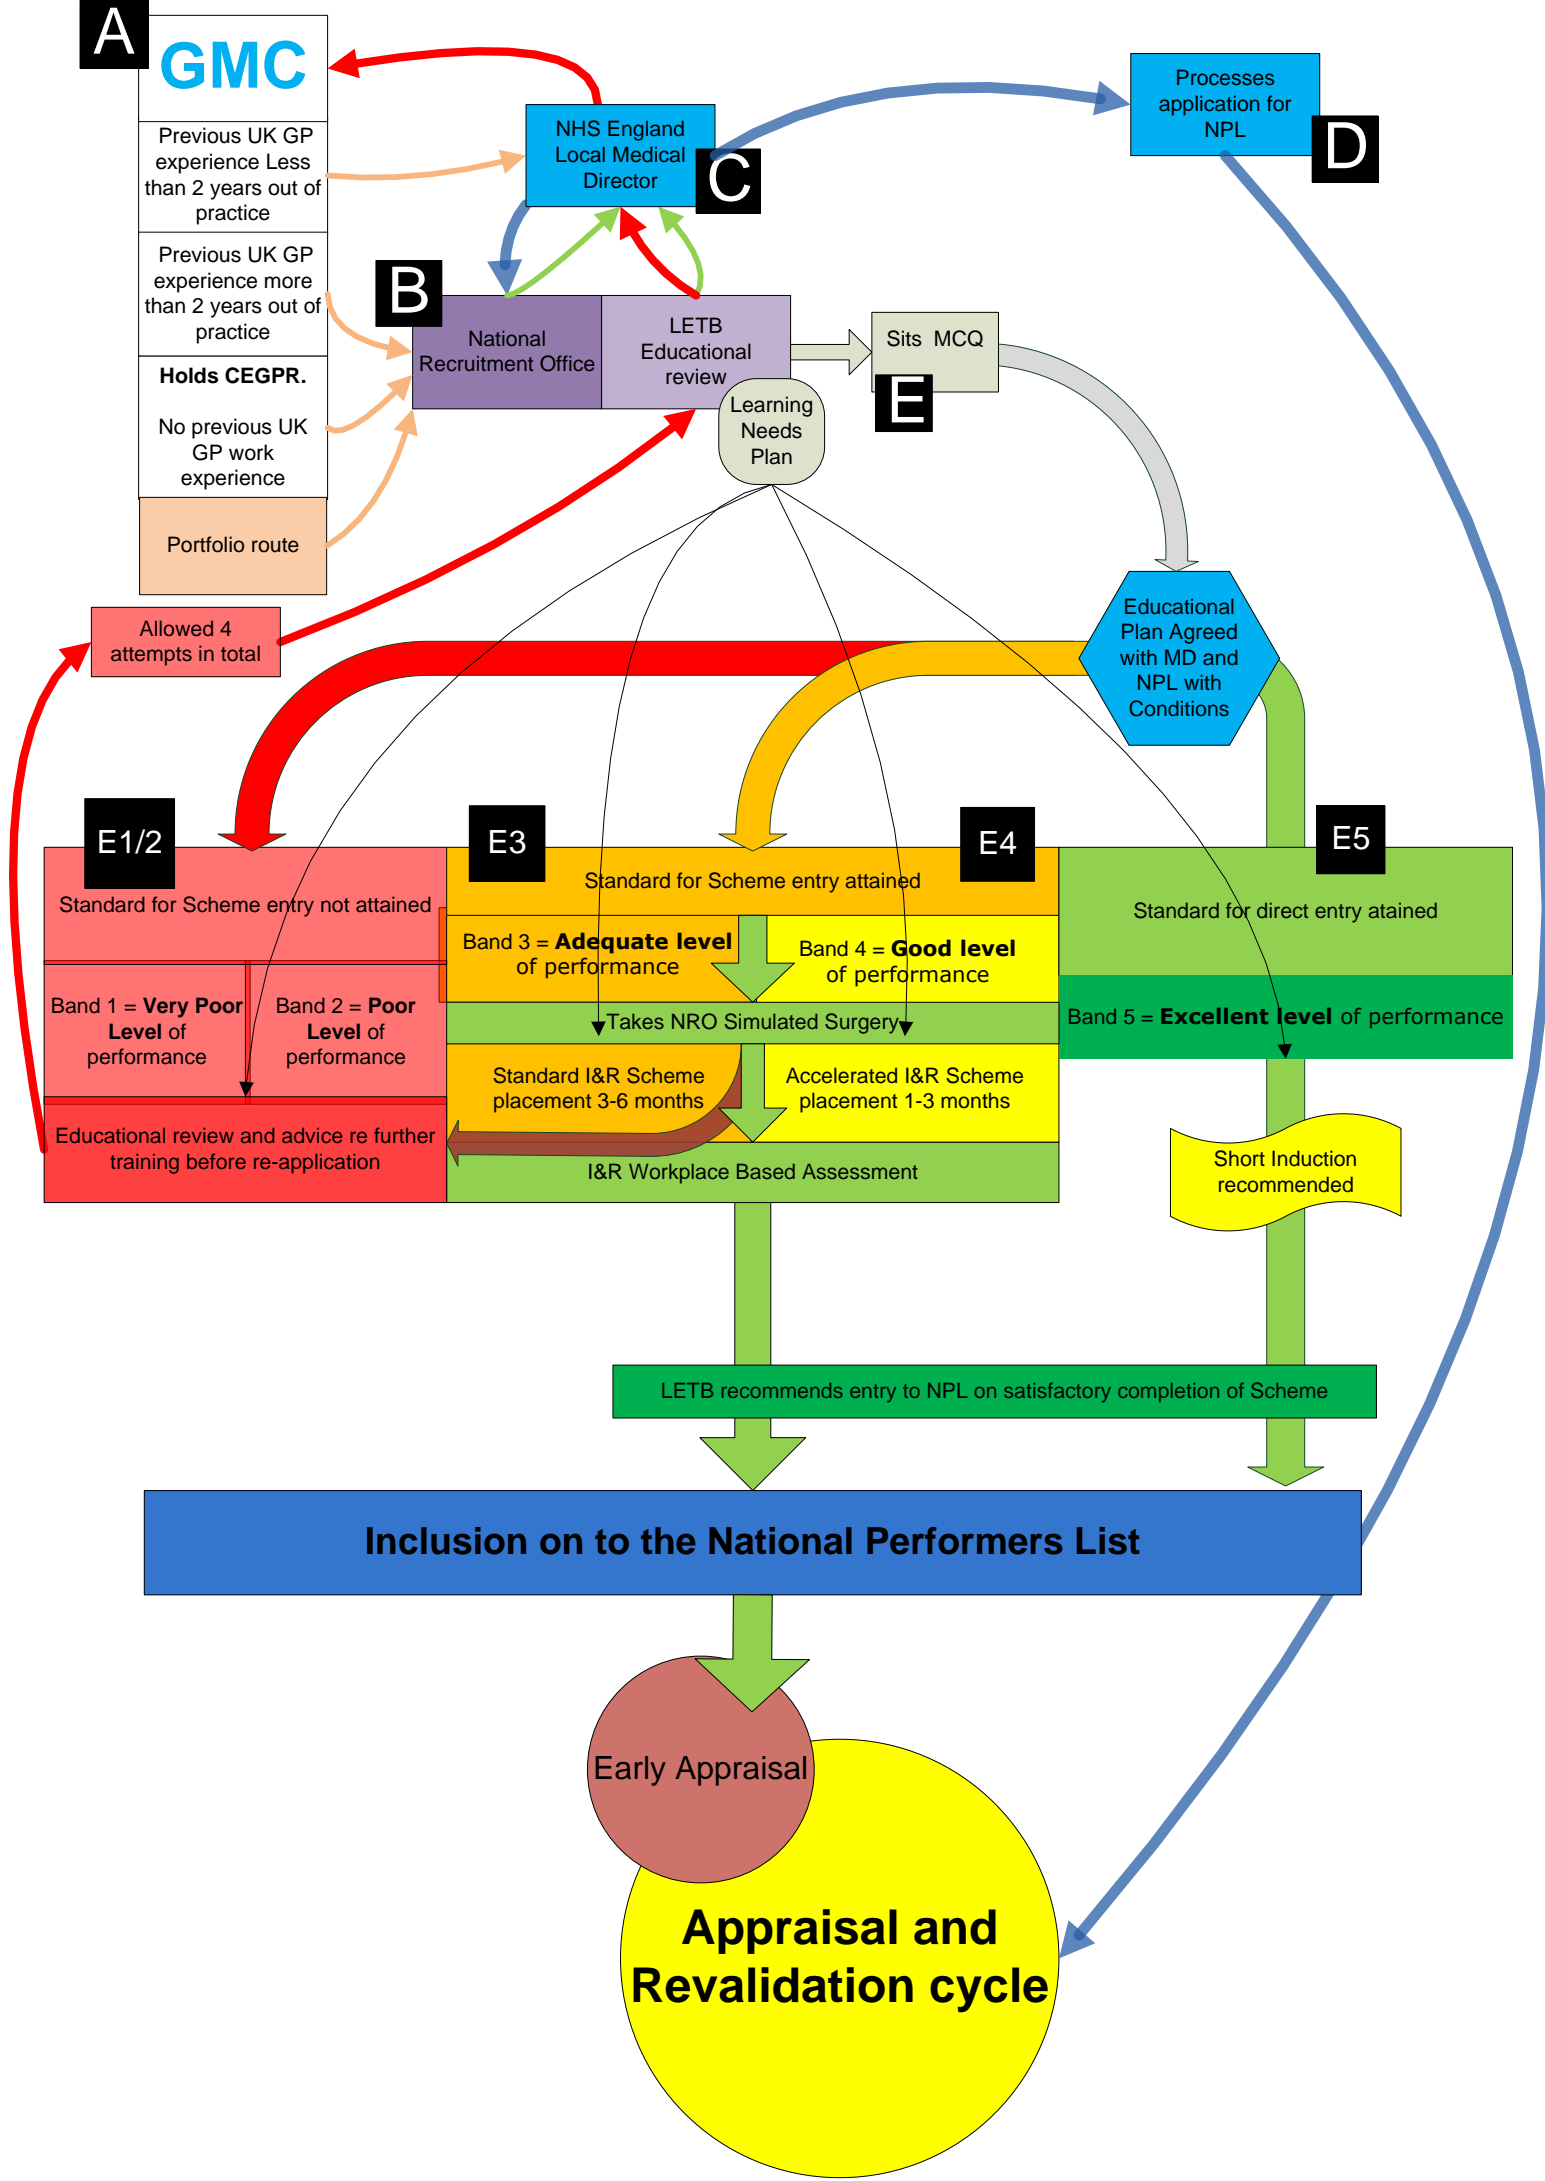 A
GMC
Previous UK GP
experience Less
than 2 years out of
practice
Previous UK GP
experience more
than 2 years out of
practice
Holds CEGPR.
No previous UK
GP work
experience
Portfolio route
NHS England
Local Medical
Director
C
Processes
application for
NPL
D
B
National
Recruitment Office
LETB
Educational
review
Learning
Needs
Plan
Sits MCQ
E
Allowed 4
attempts in total
Educational
Plan Agreed
with MD and
NPL with
Conditions
E1/2
Standard for Scheme entry not attained
Band 1 = Very Poor
Level of
performance
Band 2 = Poor
Level of
performance
Educational review and advice re further
training before re-application
E3
E4
Standard for Scheme entry attained
Band 3 = Adequate level
of performance
Band 4 = Good level
of performance
Takes NRO Simulated Surgery
Standard I&R Scheme
placement 3-6 months
Accelerated I&R Scheme
placement 1-3 months
I&R Workplace Based Assessment
E5
Standard for direct entry atained
Band 5 = Excellent level of performance
Short Induction
recommended
LETB recommends entry to NPL on satisfactory completion of Scheme
Inclusion on to the National Performers List
Early Appraisal
Appraisal and
Revalidation cycle